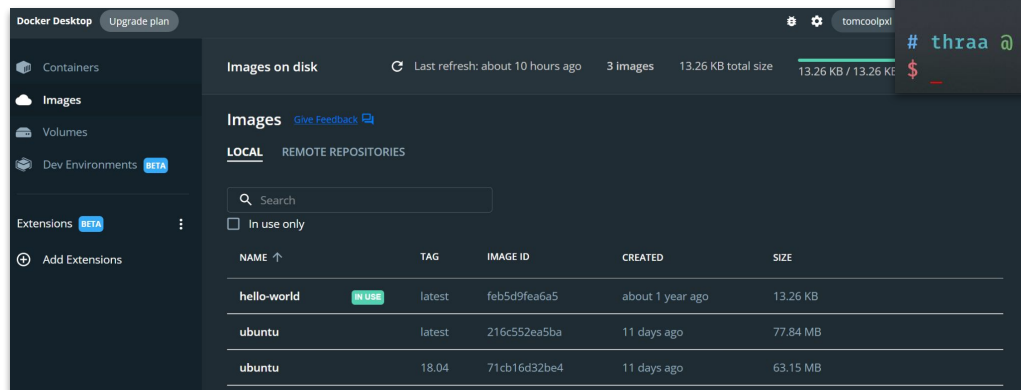 Docker Desktop Upgrade plan tomcoolpxl
# thraa @
$ _
Containers
Images
Volumes
Dev Environments BETA
Extensions BETA
Add Extensions
Images on disk Last refresh: about 10 hours ago 3 images 13.26 KB total size 13.26 KB / 13.26 KB
Images Give Feedback
LOCAL REMOTE REPOSITORIES
Search
In use only
NAME TAG IMAGE ID CREATED SIZE
hello-world IN USE latest feb5d9fea6a5 about 1 year ago 13.26 KB
ubuntu latest 216c552ea5ba 11 days ago 77.84 MB
ubuntu 18.04 71cb16d32be4 11 days ago 63.15 MB